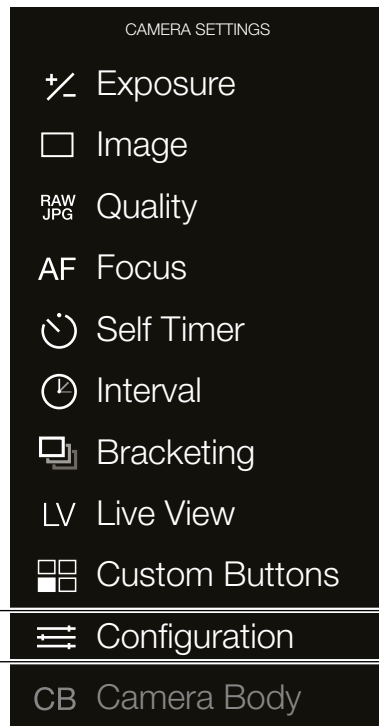 CAMERA SETTINGS
+/- Exposure
Image
RAW JPG Quality
AF Focus
Self Timer
Interval
Bracketing
LV Live View
Custom Buttons
Configuration
CB Camera Body